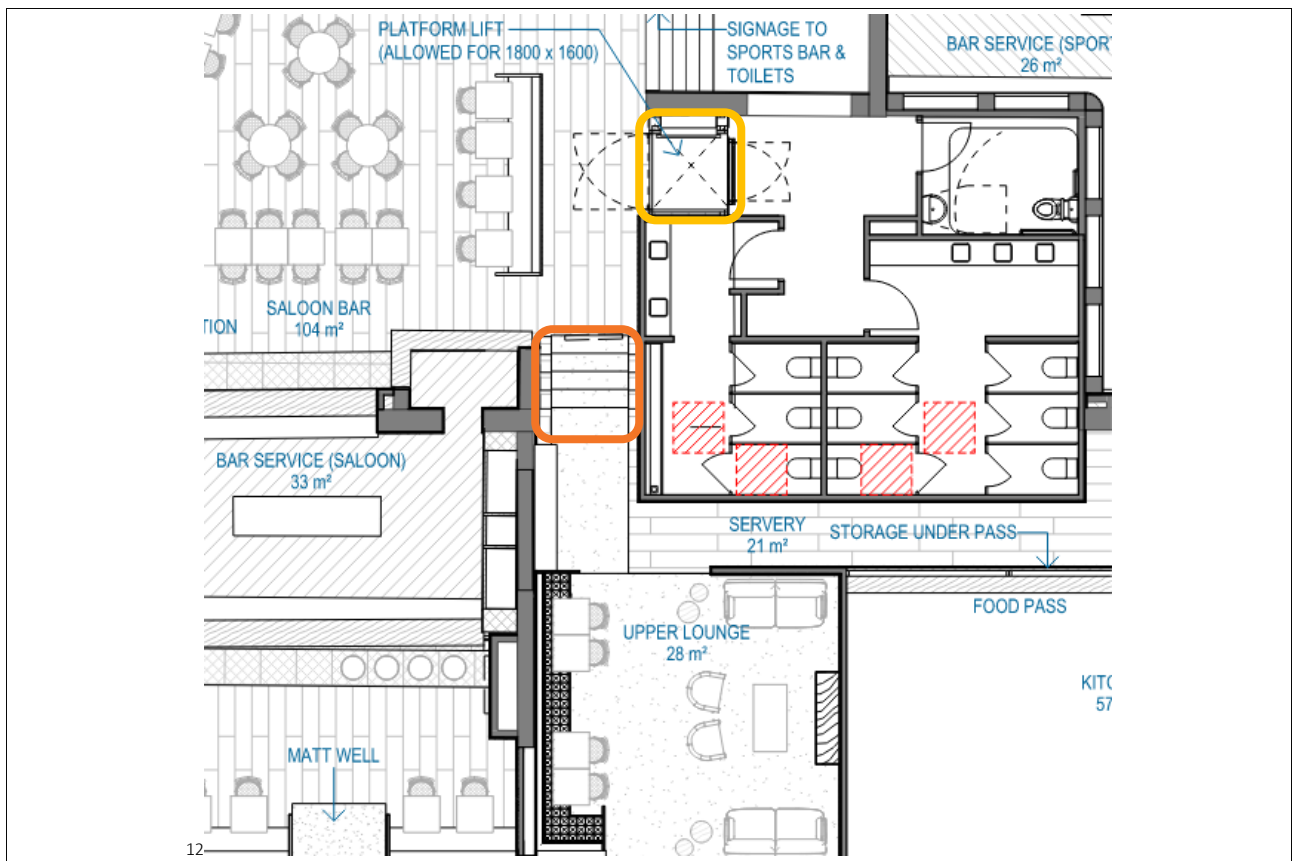 PLATFORM LIFT
(ALLOWED FOR 1800 x 1600)
SIGNAGE TO
SPORTS BAR &
TOILETS
BAR SERVICE (SPOR
26 m²
SALOON BAR
104 m²
TION
BAR SERVICE (SALOON)
33 m²
SERVERY
21 m²
STORAGE UNDER PASS
FOOD PASS
UPPER LOUNGE
28 m²
KITC
57
MATT WELL
12